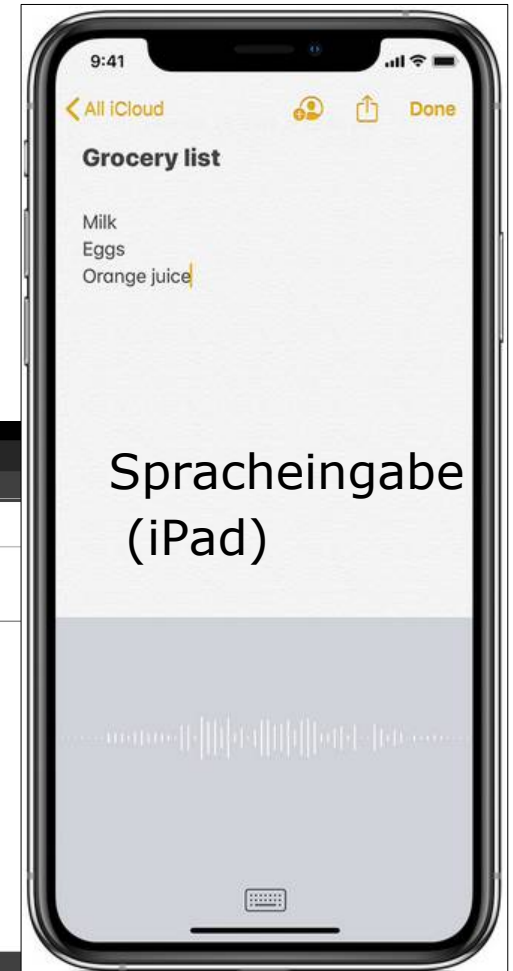 9:41
All iCloud
Done
Grocery list
Milk
Eggs
Orange juice
Spracheingabe
(iPad)